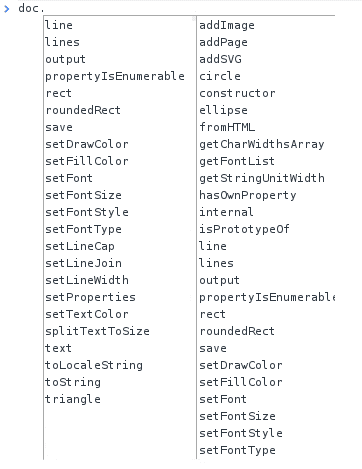 doc.
line
lines
output
propertyIsEnumerable
rect
roundedRect
save
setDrawColor
setFillColor
setFont
setFontSize
setFontStyle
setFontType
setLineCap
setLineJoin
setLineWidth
setProperties
setTextColor
splitTextToSize
text
toLocaleString
toString
triangle
addImage
addPage
addSVG
circle
constructor
ellipse
fromHTML
getCharWidthsArray
getFontList
getStringUnitWidth
hasOwnProperty
internal
isPrototypeOf
line
lines
output
propertyIsEnumerable
rect
roundedRect
save
setDrawColor
setFillColor
setFont
setFontSize
setFontStyle
setFontType